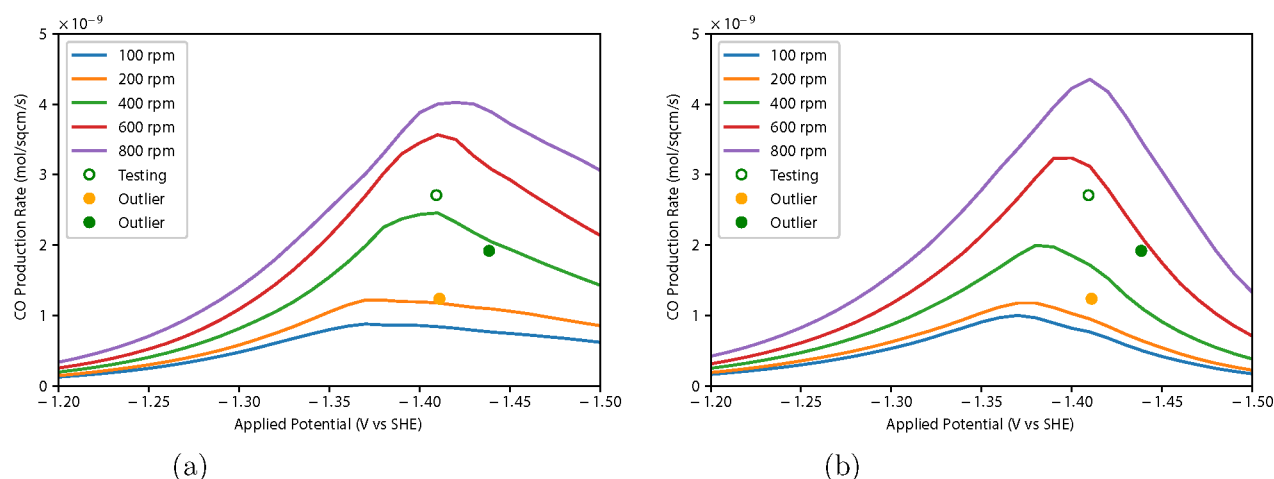 ×10⁻⁹
CO Production Rate (mol/sqcm/s)
5
4
3
2
1
0
100 rpm
200 rpm
400 rpm
600 rpm
800 rpm
Testing
Outlier
Outlier
−1.20 −1.25 −1.30 −1.35 −1.40 −1.45 −1.50
Applied Potential (V vs SHE)
(a)
×10⁻⁹
CO Production Rate (mol/sqcm/s)
5
4
3
2
1
0
100 rpm
200 rpm
400 rpm
600 rpm
800 rpm
Testing
Outlier
Outlier
−1.20 −1.25 −1.30 −1.35 −1.40 −1.45 −1.50
Applied Potential (V vs SHE)
(b)